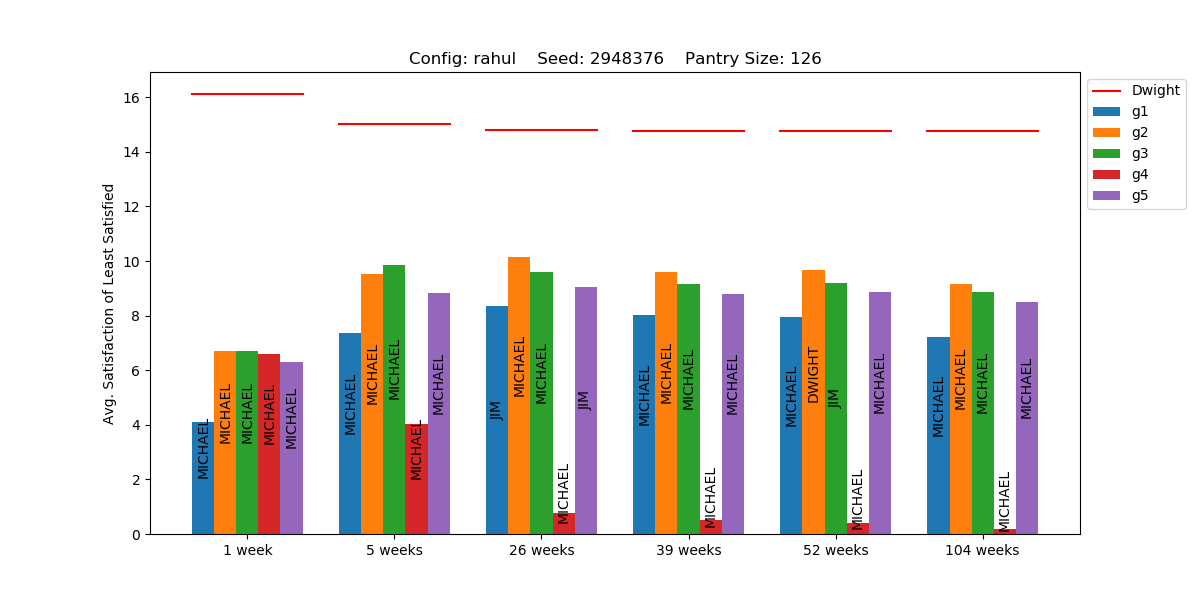 Config: rahul    Seed: 2948376    Pantry Size: 126
Avg. Satisfaction of Least Satisfied
16
14
12
10
8
6
4
2
0
MICHAEL
MICHAEL
MICHAEL
MICHAEL
MICHAEL
MICHAEL
MICHAEL
MICHAEL
MICHAEL
MICHAEL
JIM
MICHAEL
MICHAEL
MICHAEL
JIM
MICHAEL
MICHAEL
MICHAEL
MICHAEL
MICHAEL
MICHAEL
DWIGHT
JIM
MICHAEL
MICHAEL
MICHAEL
MICHAEL
MICHAEL
MICHAEL
MICHAEL
1 week
5 weeks
26 weeks
39 weeks
52 weeks
104 weeks
Dwight
g1
g2
g3
g4
g5